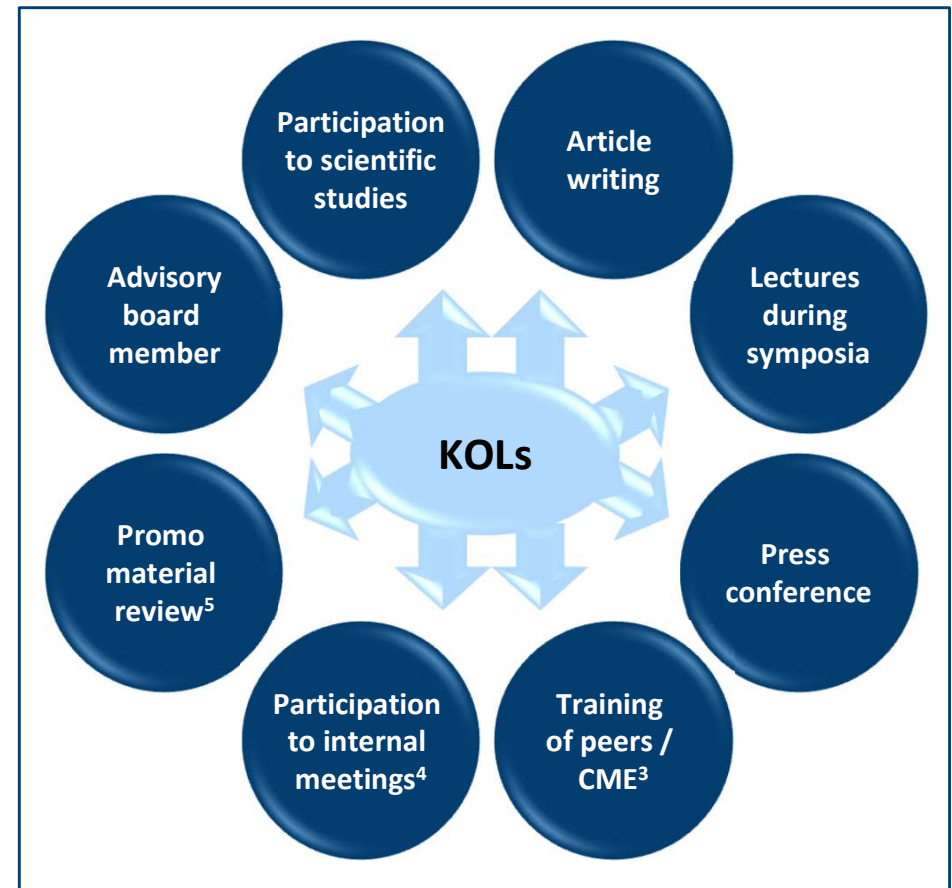 Participation
to scientific
studies
Article
writing
Advisory
board
member
Lectures
during
symposia
KOLs
Promo
material
review⁵
Press
conference
Participation
to internal
meetings⁴
Training
of peers /
CME³